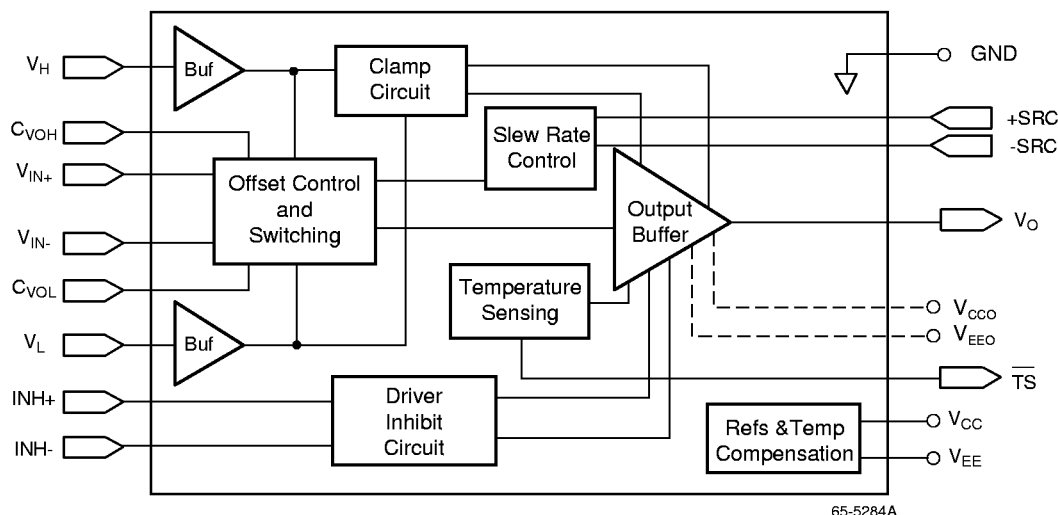 V_H
Buf
Clamp
Circuit
GND
C_VOH
Slew Rate
Control
+SRC
-SRC
V_IN+
Offset Control
and
Switching
V_IN-
Output
Buffer
V_O
C_VOL
Temperature
Sensing
V_CCO
V_EEO
V_L
Buf
TS
INH+
INH-
Driver
Inhibit
Circuit
Refs &Temp
Compensation
V_CC
V_EE
65-5284A